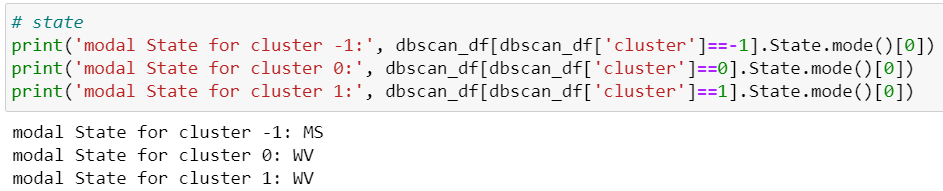 # state
print('modal State for cluster -1:', dbscan_df[dbscan_df['cluster']==-1].State.mode()[0])
print('modal State for cluster 0:', dbscan_df[dbscan_df['cluster']==0].State.mode()[0])
print('modal State for cluster 1:', dbscan_df[dbscan_df['cluster']==1].State.mode()[0])
modal State for cluster -1: MS
modal State for cluster 0: WV
modal State for cluster 1: WV